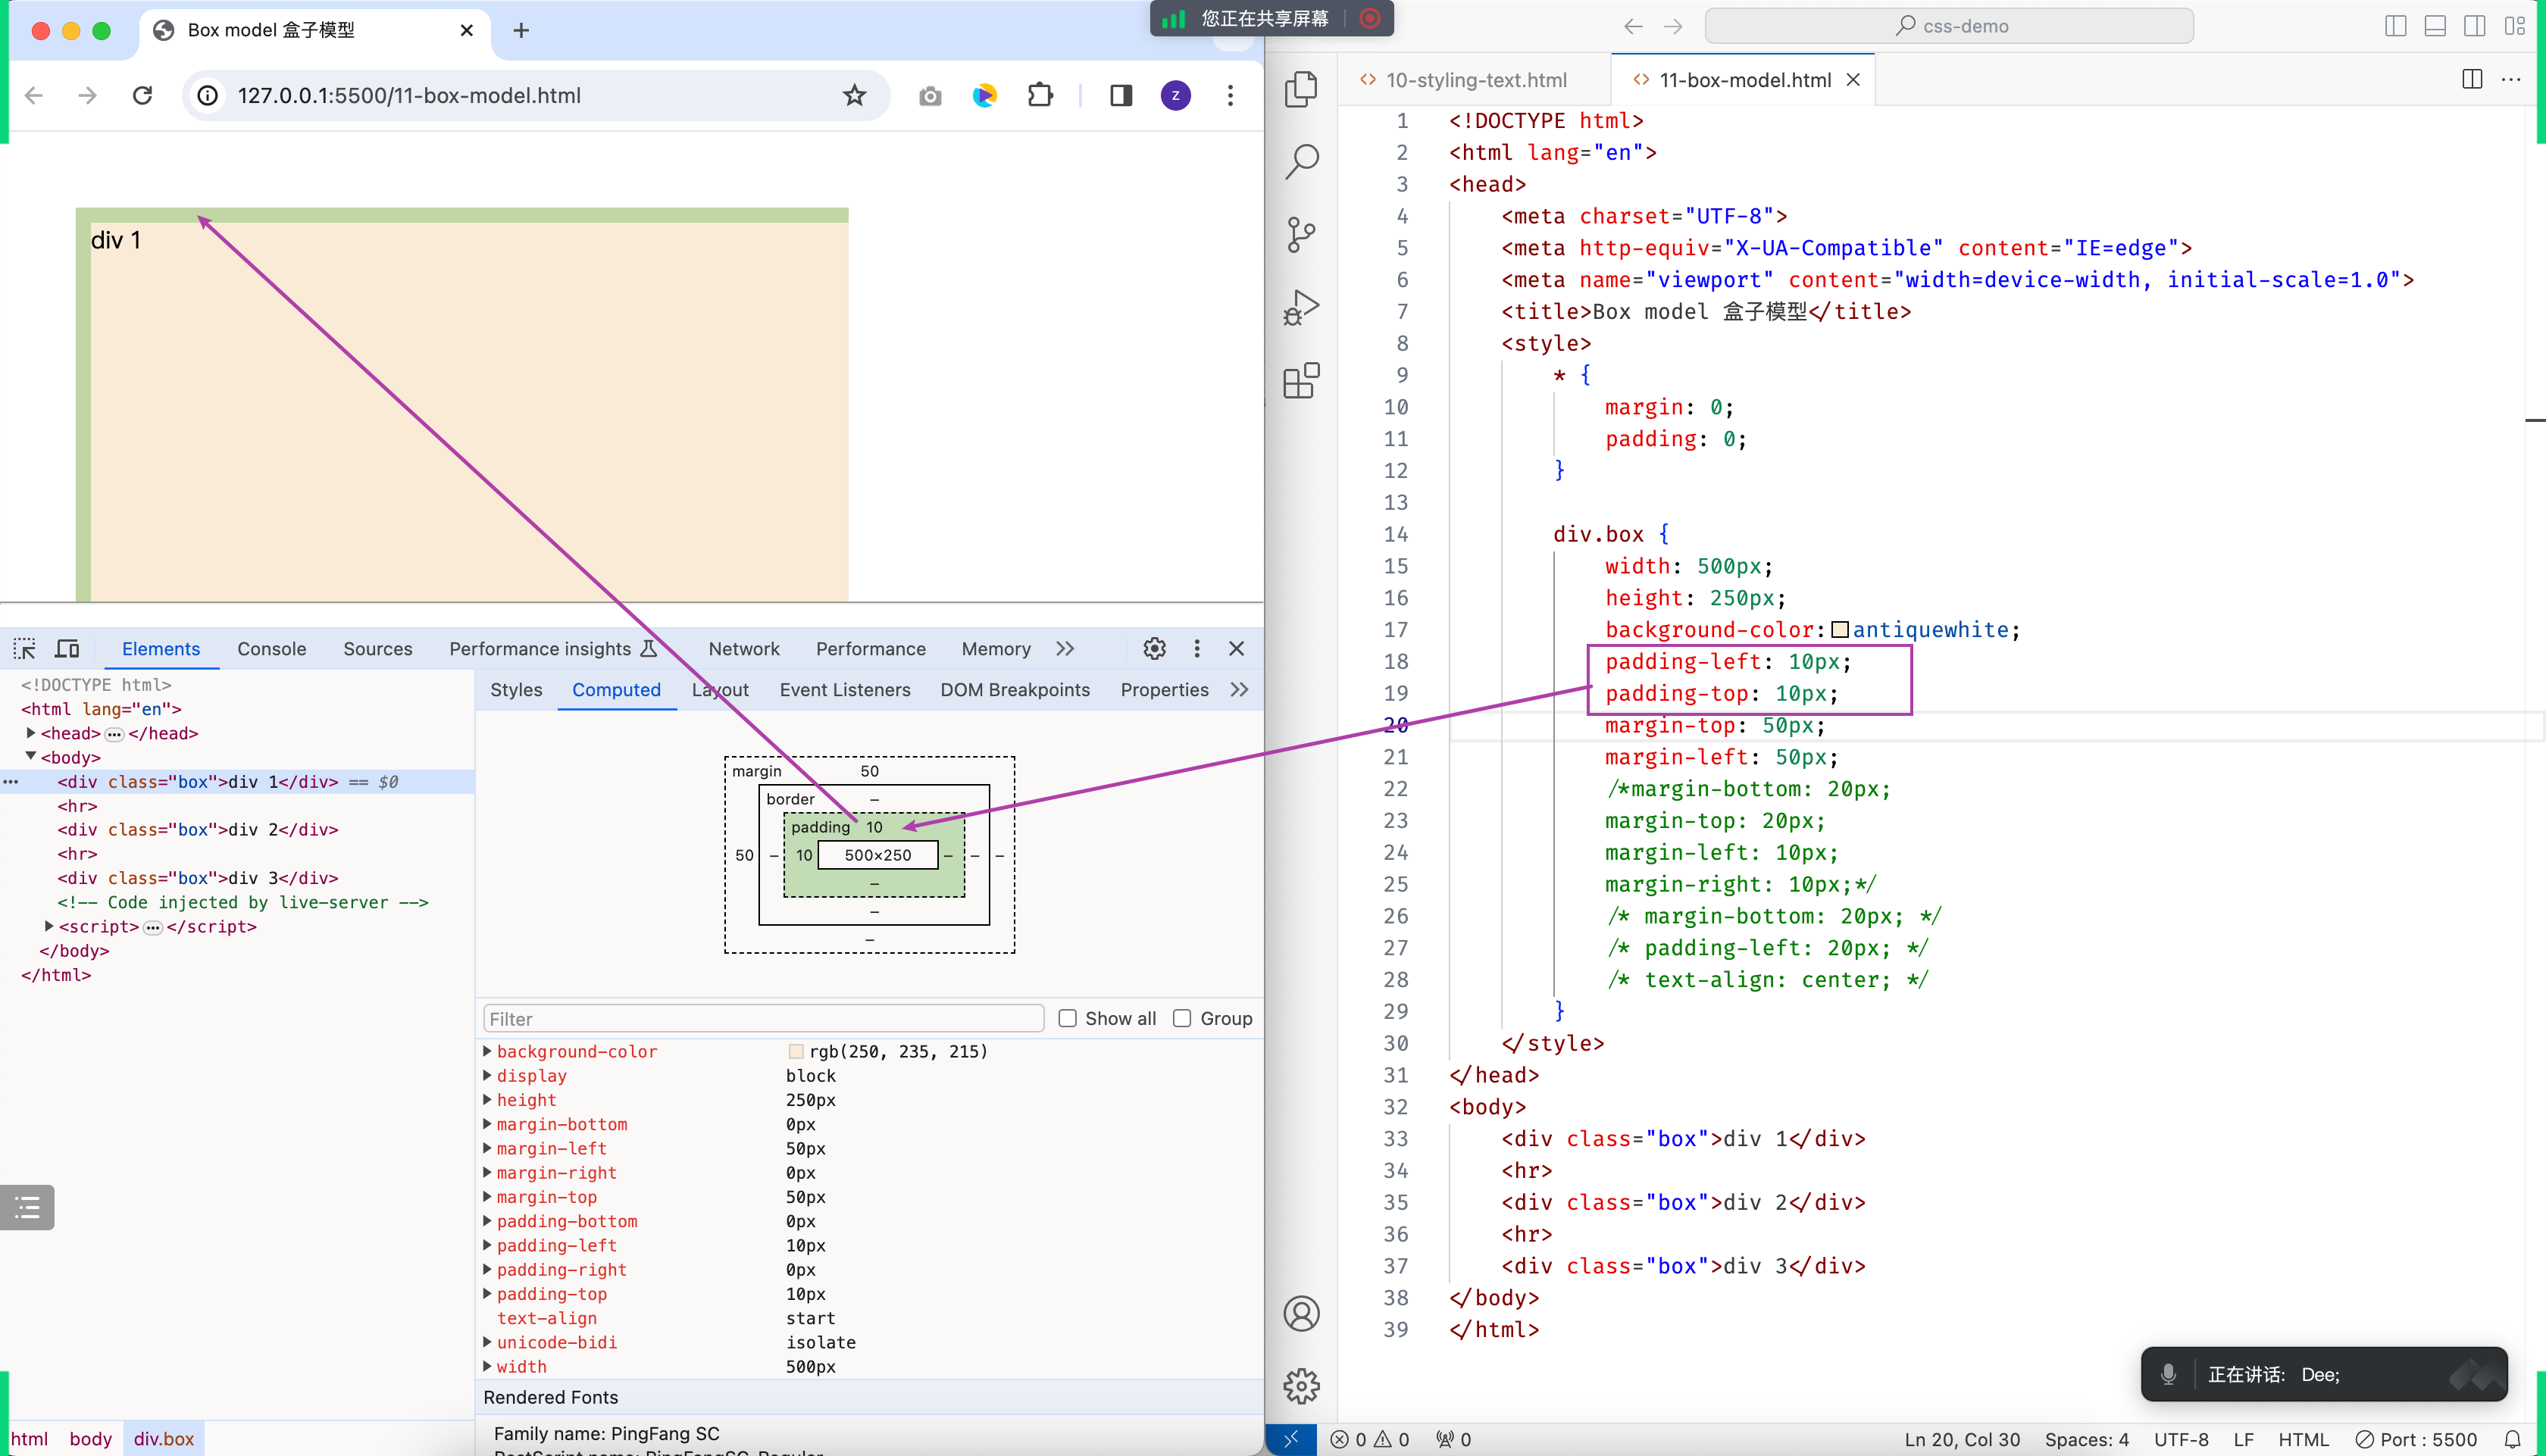 Box model 盒子模型
127.0.0.1:5500/11-box-model.html
z
div 1
您正在共享屏幕
Elements Console Sources Performance insights Network Performance Memory
<!DOCTYPE html>
<html lang="en">
<head> ... </head>
<body>
<div class="box">div 1</div> == $0
<hr>
<div class="box">div 2</div>
<hr>
<div class="box">div 3</div>
<!-- Code injected by live-server -->
<script> ... </script>
</body>
</html>
html body div.box
Styles Computed Layout Event Listeners DOM Breakpoints Properties
margin 50
border –
padding 10
50 – 10 500×250 – – –
–
–
–
Filter Show all Group
background-color rgb(250, 235, 215)
display block
height 250px
margin-bottom 0px
margin-left 50px
margin-right 0px
margin-top 50px
padding-bottom 0px
padding-left 10px
padding-right 0px
padding-top 10px
text-align start
unicode-bidi isolate
width 500px
Rendered Fonts
Family name: PingFang SC
css-demo
10-styling-text.html 11-box-model.html
1 <!DOCTYPE html>
2 <html lang="en">
3 <head>
4 <meta charset="UTF-8">
5 <meta http-equiv="X-UA-Compatible" content="IE=edge">
6 <meta name="viewport" content="width=device-width, initial-scale=1.0">
7 <title>Box model 盒子模型</title>
8 <style>
9 * {
10 margin: 0;
11 padding: 0;
12 }
13
14 div.box {
15 width: 500px;
16 height: 250px;
17 background-color: antiquewhite;
18 padding-left: 10px;
19 padding-top: 10px;
20 margin-top: 50px;
21 margin-left: 50px;
22 /*margin-bottom: 20px;
23 margin-top: 20px;
24 margin-left: 10px;
25 margin-right: 10px;*/
26 /* margin-bottom: 20px; */
27 /* padding-left: 20px; */
28 /* text-align: center; */
29 }
30 </style>
31 </head>
32 <body>
33 <div class="box">div 1</div>
34 <hr>
35 <div class="box">div 2</div>
36 <hr>
37 <div class="box">div 3</div>
38 </body>
39 </html>
正在讲话: Dee;
0 0 0 Ln 20, Col 30 Spaces: 4 UTF-8 LF HTML Port : 5500